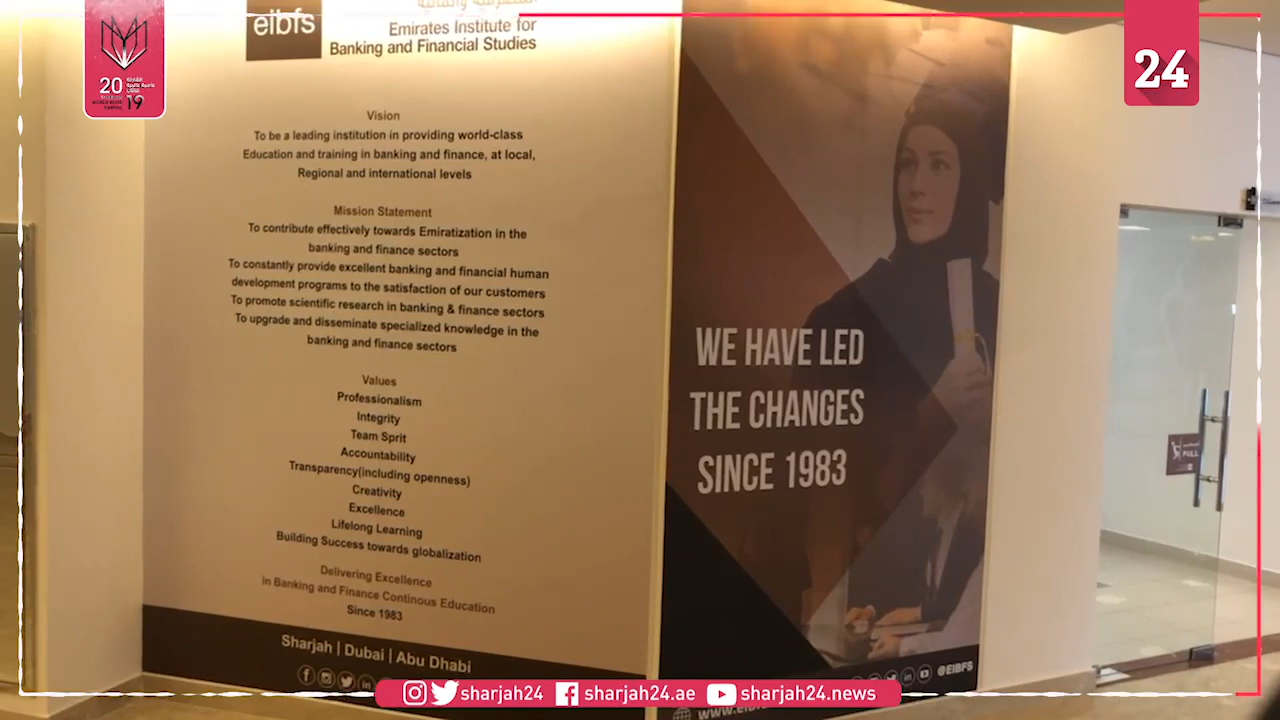 eibfs
المصرفية والمالية
Emirates Institute for
Banking and Financial Studies
Vision
To be a leading institution in providing world-class
Education and training in banking and finance, at local,
Regional and international levels
Mission Statement
To contribute effectively towards Emiratization in the
banking and finance sectors
To constantly provide excellent banking and financial human
development programs to the satisfaction of our customers
To promote scientific research in banking & finance sectors
To upgrade and disseminate specialized knowledge in the
banking and finance sectors
Values
Professionalism
Integrity
Team Sprit
Accountability
Transparency(including openness)
Creativity
Excellence
Lifelong Learning
Building Success towards globalization
Delivering Excellence
in Banking and Finance Continous Education
Since 1983
Sharjah | Dubai | Abu Dhabi
WE HAVE LED
THE CHANGES
SINCE 1983
@EIBFS
PULL
20
19
24
sharjah24
sharjah24.ae
sharjah24.news